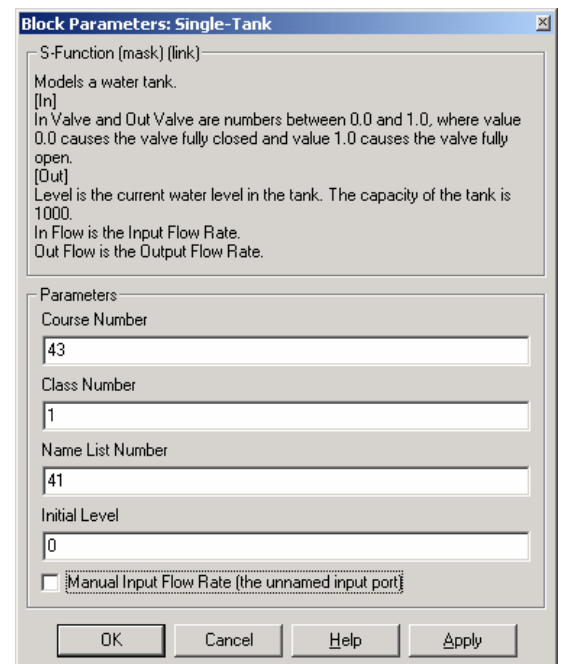 Block Parameters: Single-Tank
S-Function (mask) (link)
Models a water tank.
[In]
In Valve and Out Valve are numbers between 0.0 and 1.0, where value
0.0 causes the valve fully closed and value 1.0 causes the valve fully
open.
[Out]
Level is the current water level in the tank. The capacity of the tank is
1000.
In Flow is the Input Flow Rate.
Out Flow is the Output Flow Rate.
Parameters
Course Number
43
Class Number
1
Name List Number
41
Initial Level
0
Manual Input Flow Rate (the unnamed input port)
OK Cancel Help Apply